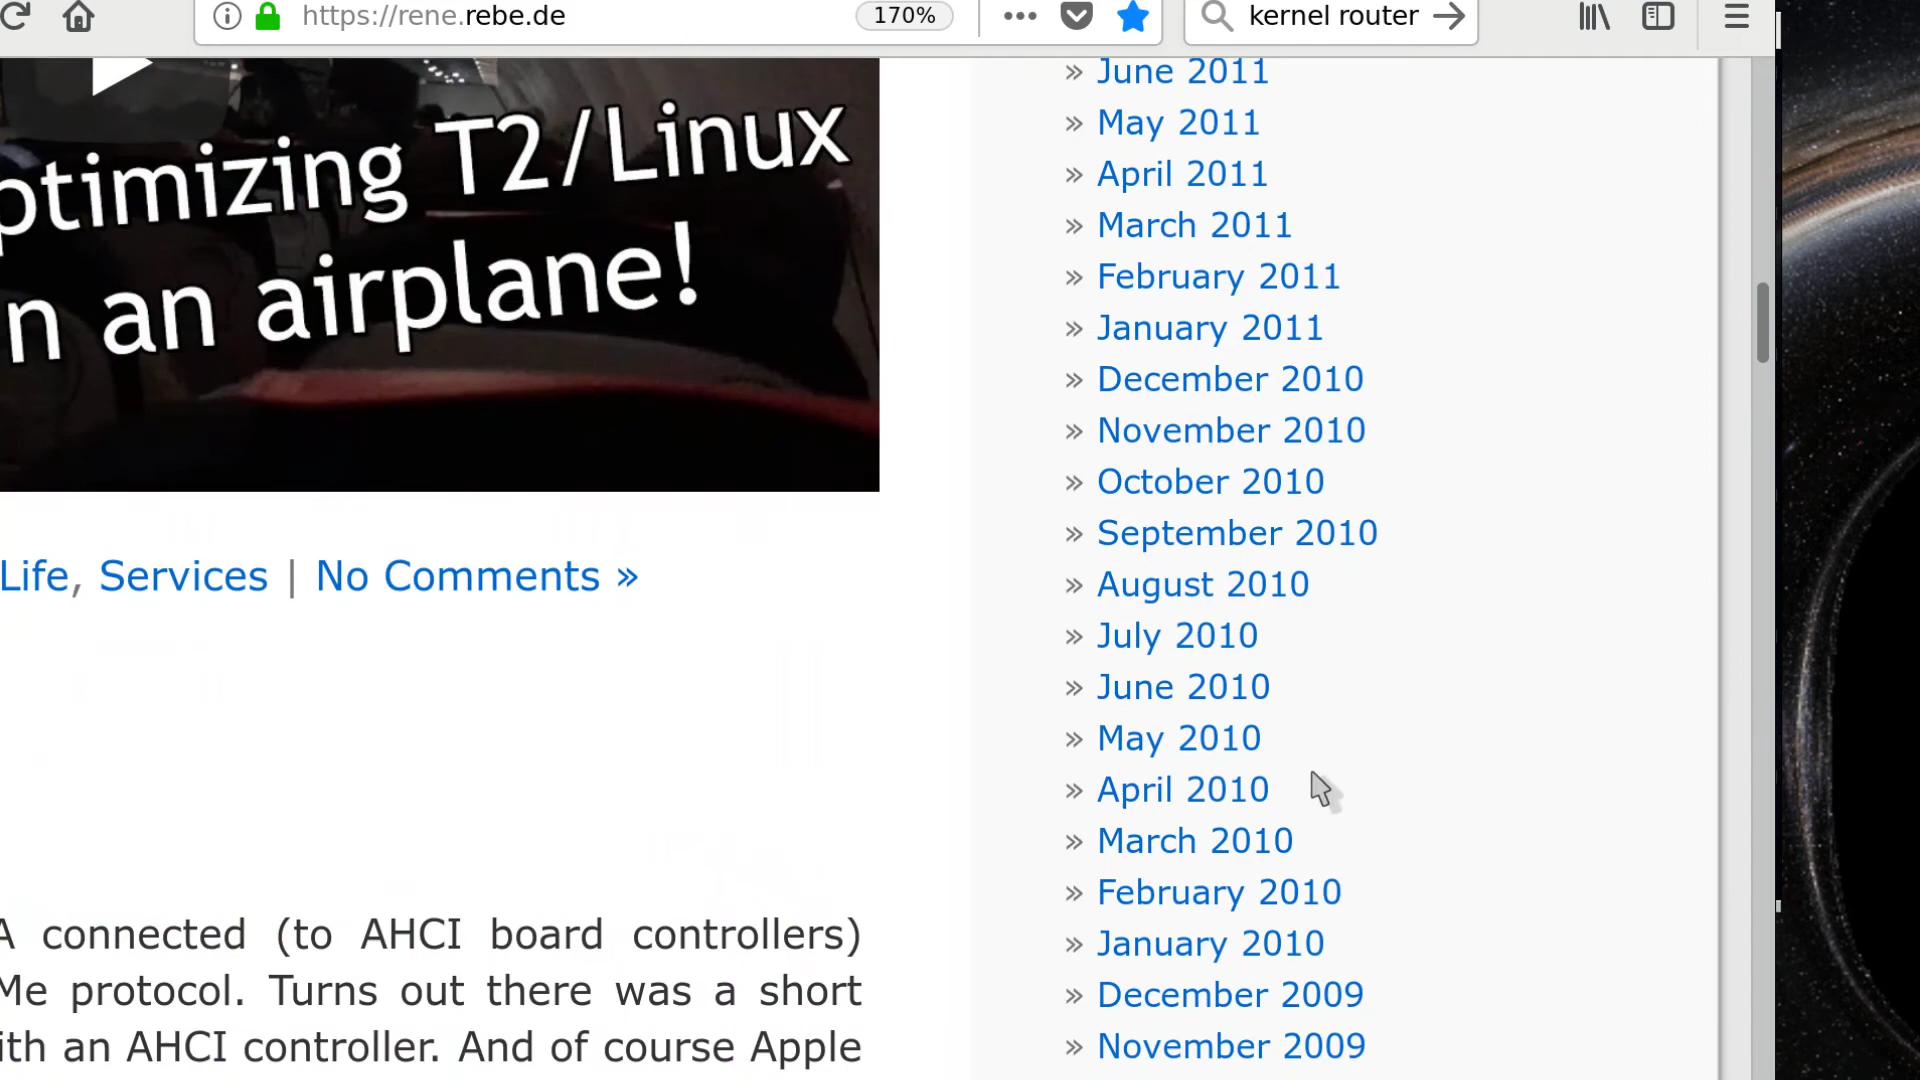 https://rene.rebe.de
170%
kernel router
ptimizing T2/Linux
n an airplane!
Life, Services | No Comments »
A connected (to AHCI board controllers)
Me protocol. Turns out there was a short
ith an AHCI controller. And of course Apple
» June 2011
» May 2011
» April 2011
» March 2011
» February 2011
» January 2011
» December 2010
» November 2010
» October 2010
» September 2010
» August 2010
» July 2010
» June 2010
» May 2010
» April 2010
» March 2010
» February 2010
» January 2010
» December 2009
» November 2009